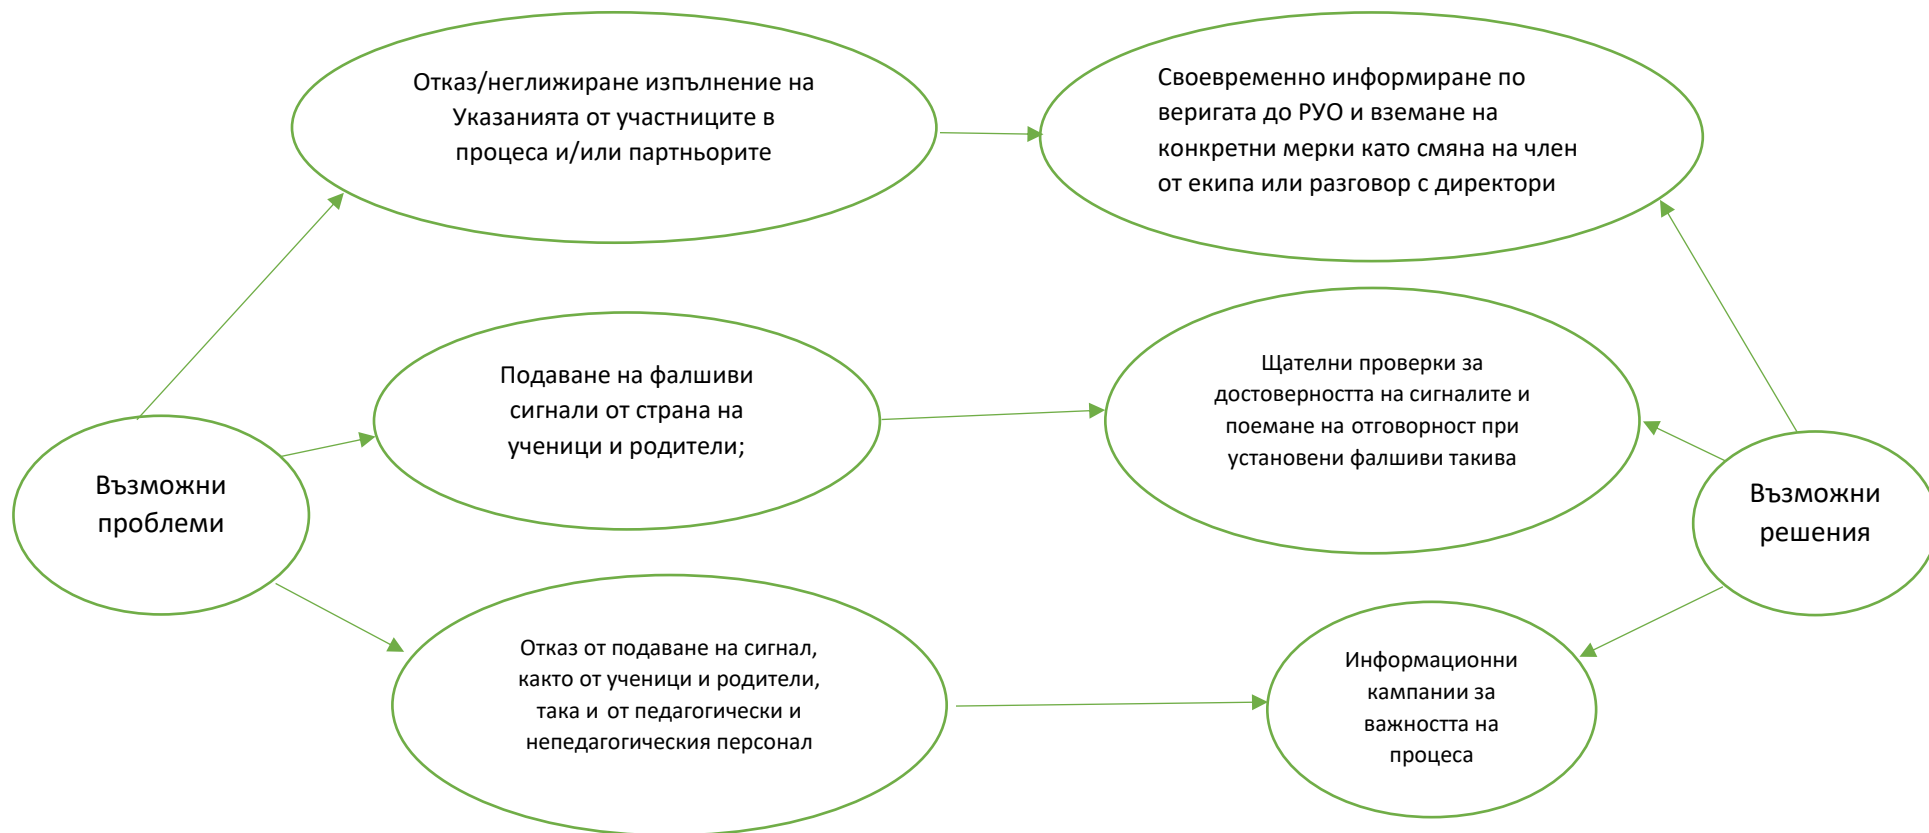 Отказ/неглижиране изпълнение на
Указанията от участниците в
процеса и/или партньорите
Своевременно информиране по
веригата до РУО и вземане на
конкретни мерки като смяна на член
от екипа или разговор с директори
Подаване на фалшиви
сигнали от страна на
ученици и родители;
Щателни проверки за
достоверността на сигналите и
поемане на отговорност при
установени фалшиви такива
Възможни
проблеми
Възможни
решения
Отказ от подаване на сигнал,
както от ученици и родители,
така и от педагогически и
непедагогическия персонал
Информационни
кампании за
важността на
процеса